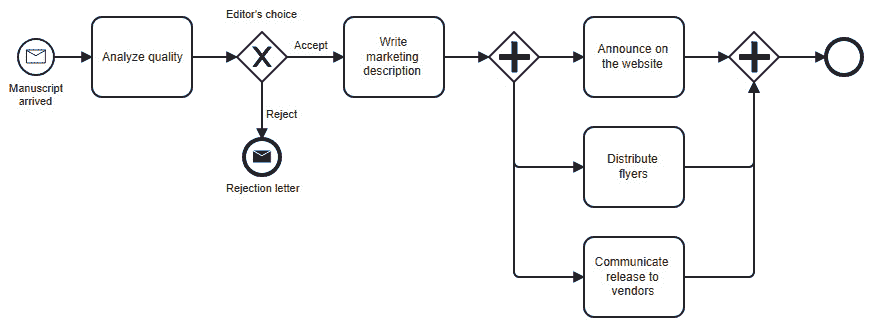 Editor's choice
Analyze quality
Accept
Write
marketing
description
Announce on
the website
Manuscript
arrived
Reject
Rejection letter
Distribute
flyers
Communicate
release to
vendors